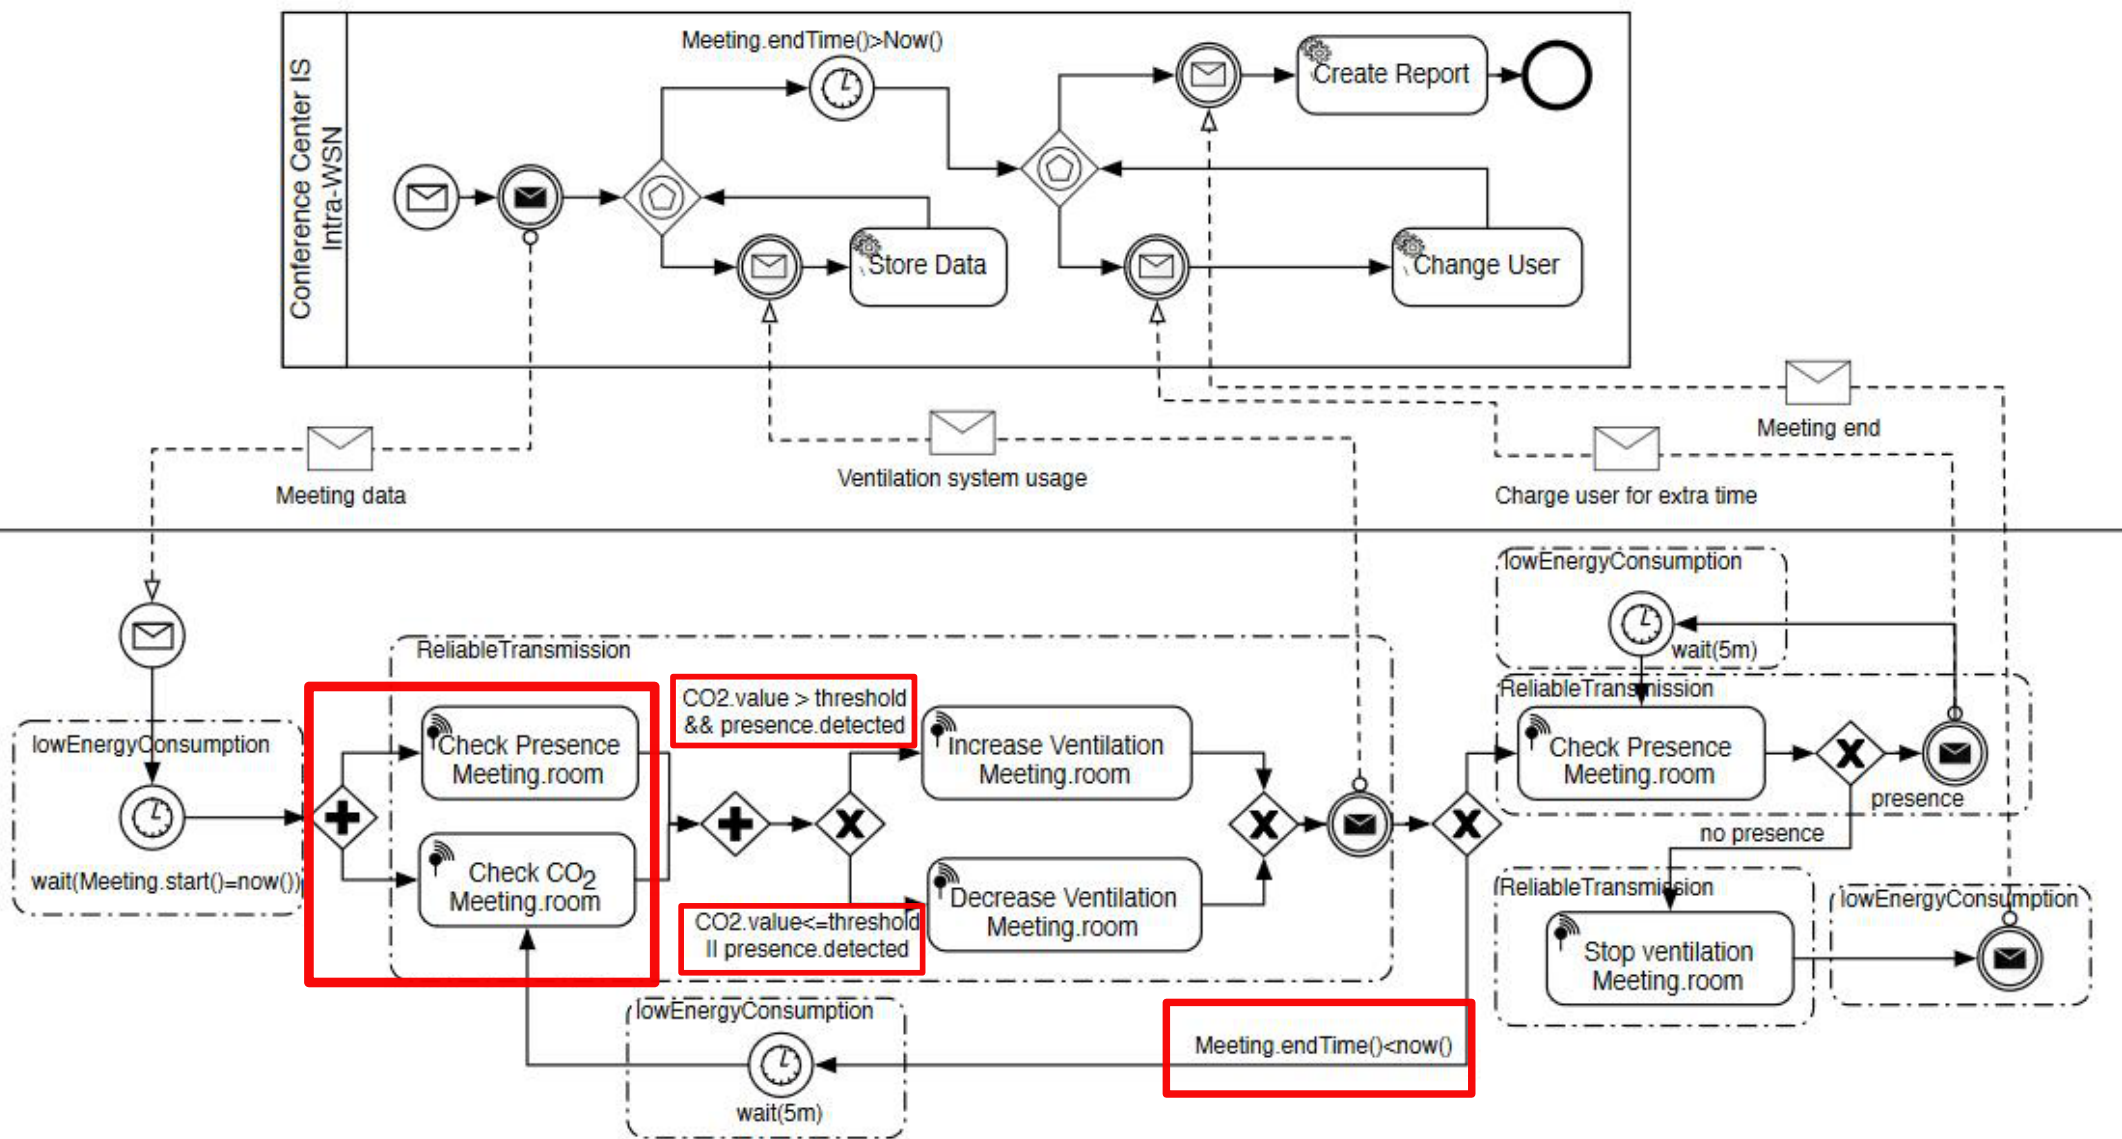 Conference Center IS
Intra-WSN
Meeting.endTime()>Now()
Create Report
Store Data
Change User
Meeting data
Ventilation system usage
Meeting end
Charge user for extra time
lowEnergyConsumption
wait(Meeting.start()=now())
ReliableTransmission
Check Presence
Meeting.room
Check CO2
Meeting.room
CO2.value > threshold
&& presence.detected
CO2.value<=threshold
|| presence.detected
Increase Ventilation
Meeting.room
Decrease Ventilation
Meeting.room
lowEnergyConsumption
wait(5m)
Meeting.endTime()<now()
lowEnergyConsumption
wait(5m)
ReliableTransmission
Check Presence
Meeting.room
presence
no presence
ReliableTransmission
Stop ventilation
Meeting.room
lowEnergyConsumption